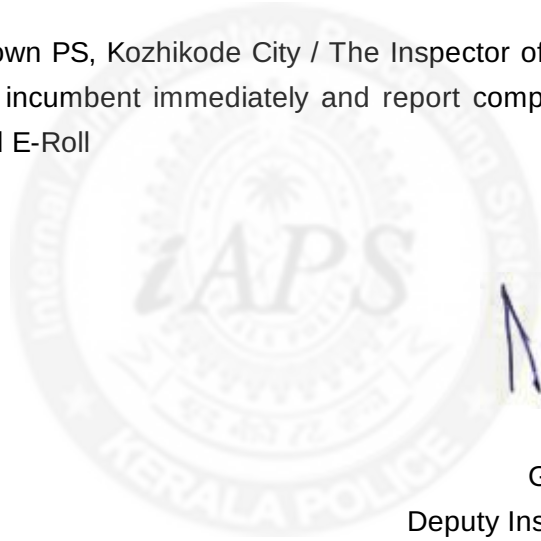 own PS, Kozhikode City / The Inspector of
incumbent immediately and report comp
l E-Roll
iAPS
KERALA POLICE
G
Deputy Ins